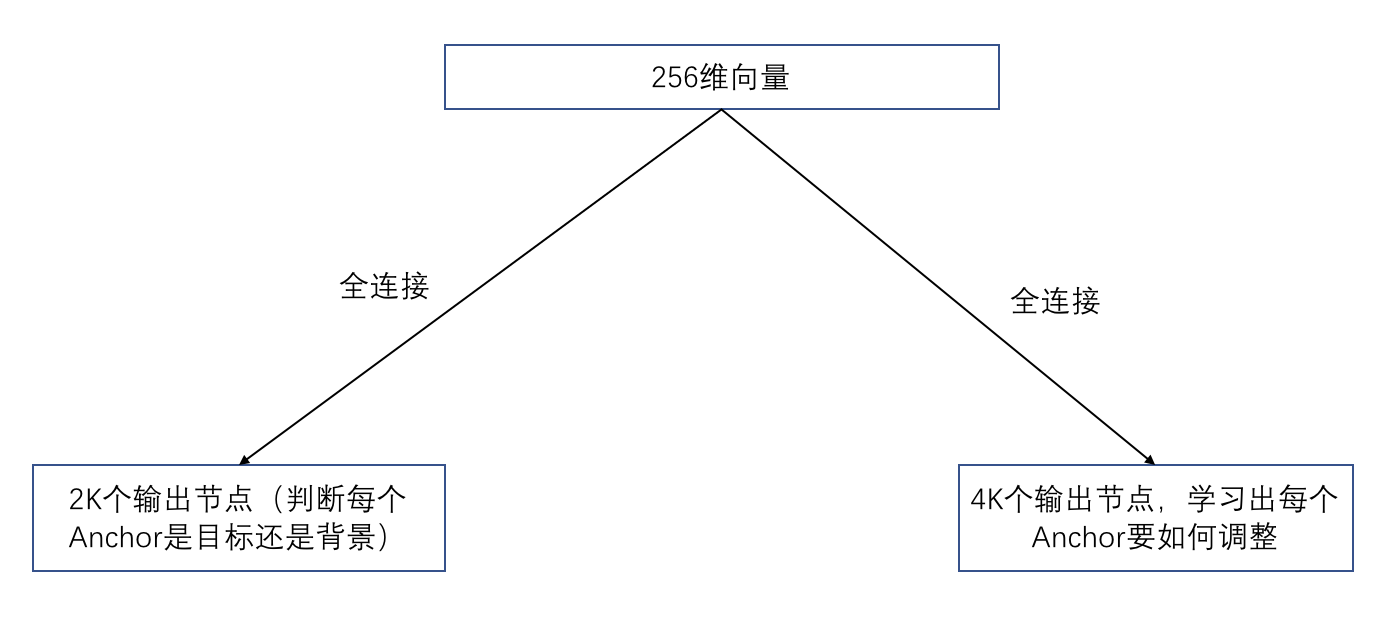 256维向量
全连接
全连接
2K个输出节点（判断每个
Anchor是目标还是背景）
4K个输出节点，学习出每个
Anchor要如何调整